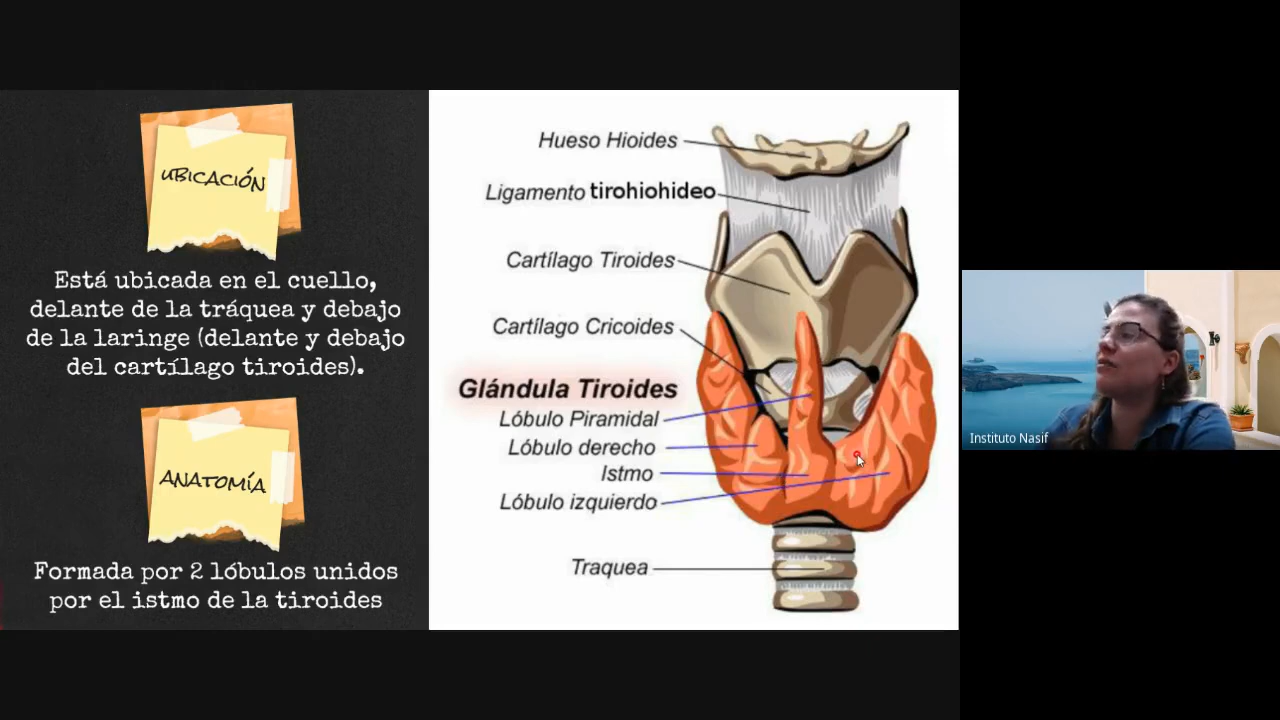 UBICACIÓN
Está ubicada en el cuello,
delante de la tráquea y debajo
de la laringe (delante y debajo
del cartílago tiroides).
ANATOMÍA
Formada por 2 lóbulos unidos
por el istmo de la tiroides
Hueso Hioides
Ligamento tirohiohideo
Cartílago Tiroides
Cartílago Cricoides
Glándula Tiroides
Lóbulo Piramidal
Lóbulo derecho
Istmo
Lóbulo izquierdo
Traquea
Instituto Nasif